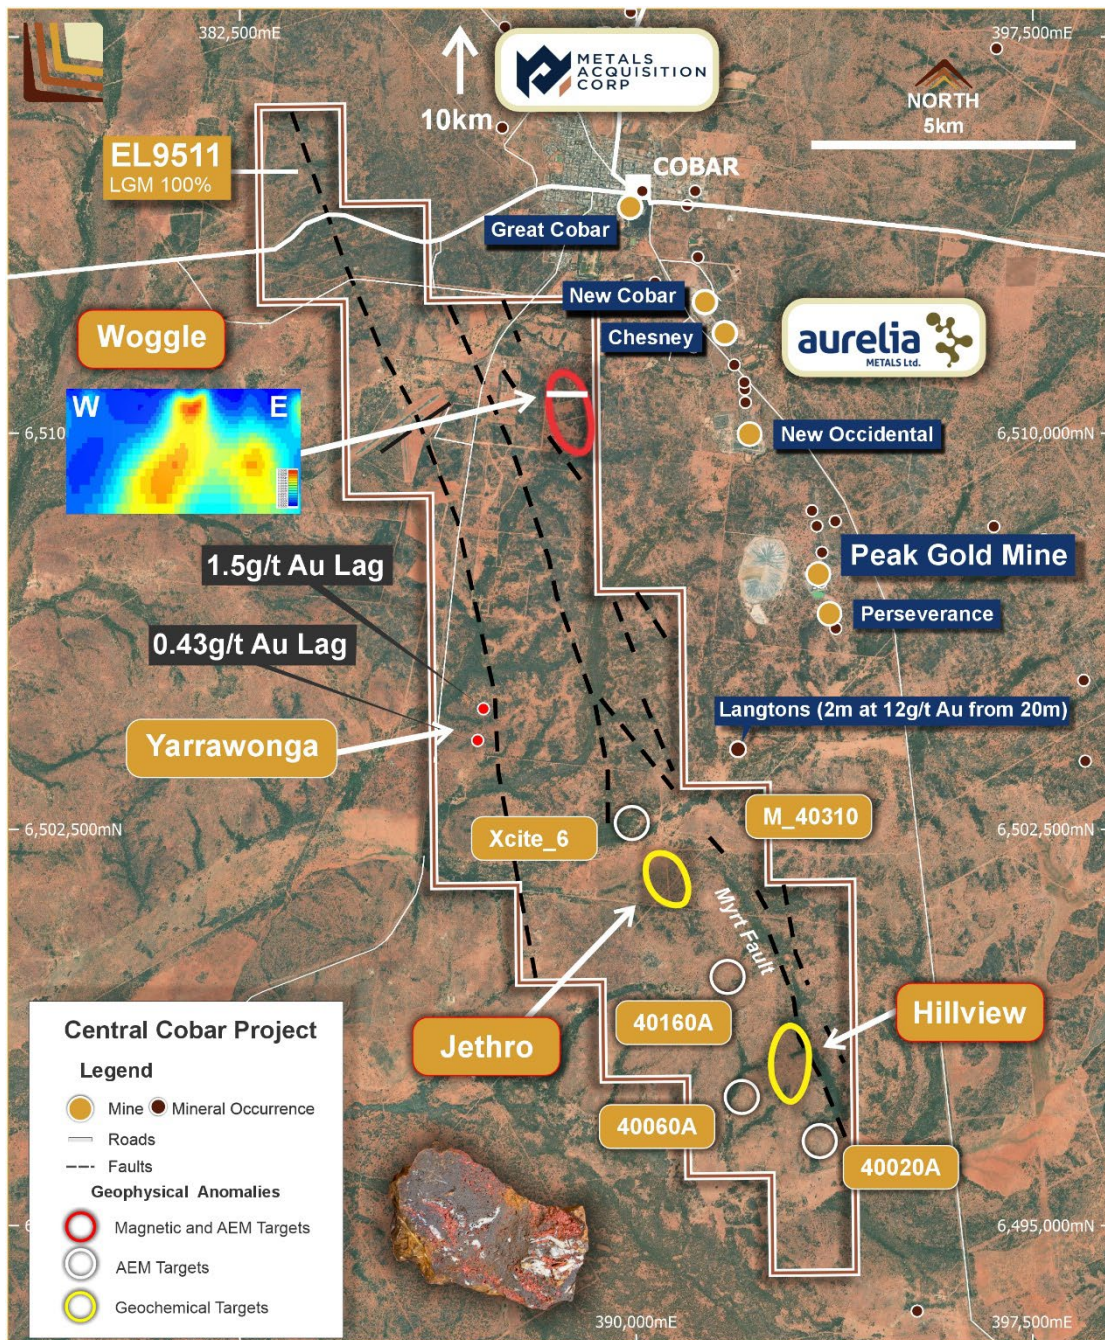 382,500mE
397,500mE
METALS
ACQUISITION
CORP
10km
NORTH
5km
EL9511
LGM 100%
COBAR
Great Cobar
New Cobar
Chesney
aurelia
METALS Ltd.
Woggle
W E
6,510
New Occidental
6,510,000mN
1.5g/t Au Lag
Peak Gold Mine
0.43g/t Au Lag
Perseverance
Langtons (2m at 12g/t Au from 20m)
Yarrawonga
M_40310
Xcite_6
6,502,500mN
6,502,500mN
Myrt Fault
40160A
Hillview
Jethro
40060A
40020A
Central Cobar Project
Legend
Mine
Mineral Occurrence
Roads
Faults
Geophysical Anomalies
Magnetic and AEM Targets
AEM Targets
Geochemical Targets
6,495,000mN
390,000mE
397,500mE